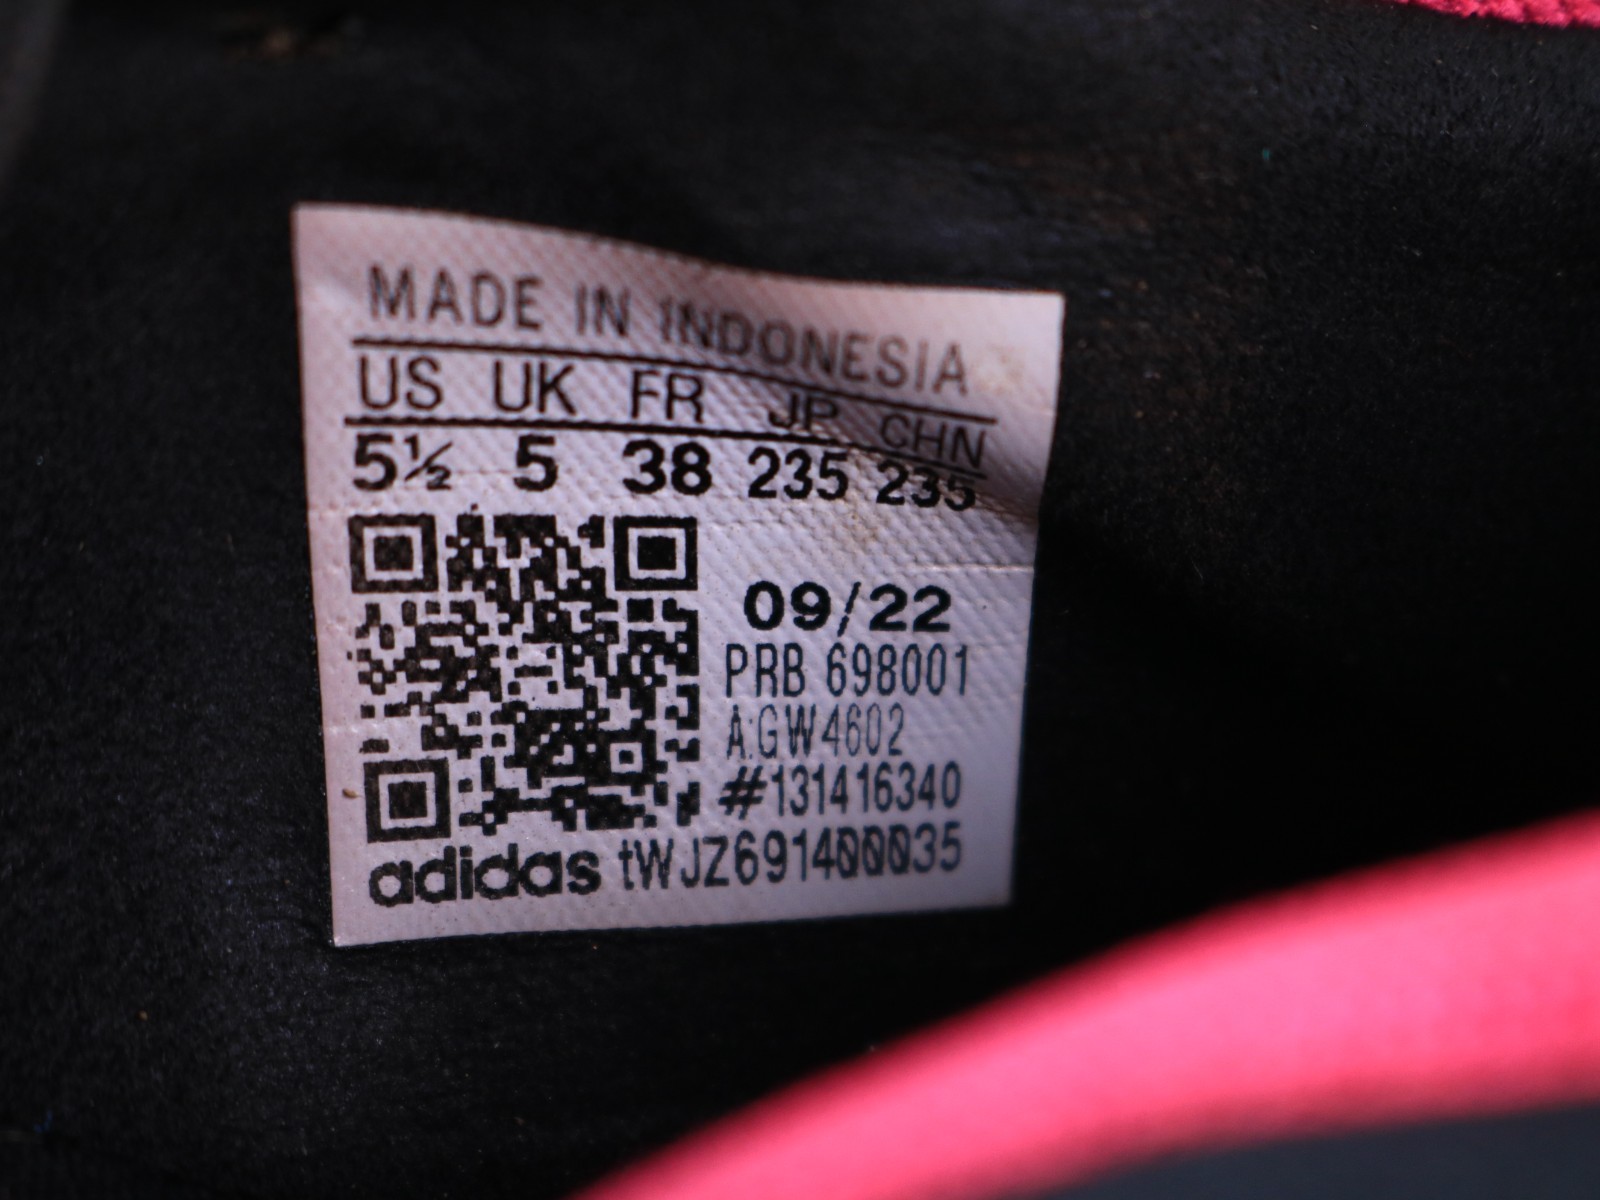 MADE IN INDONESIA
US UK FR JP CHN
5½ 5 38 235 235
09/22
PRB 698001
A:GW4602
#131416340
adidas tWJZ691400035